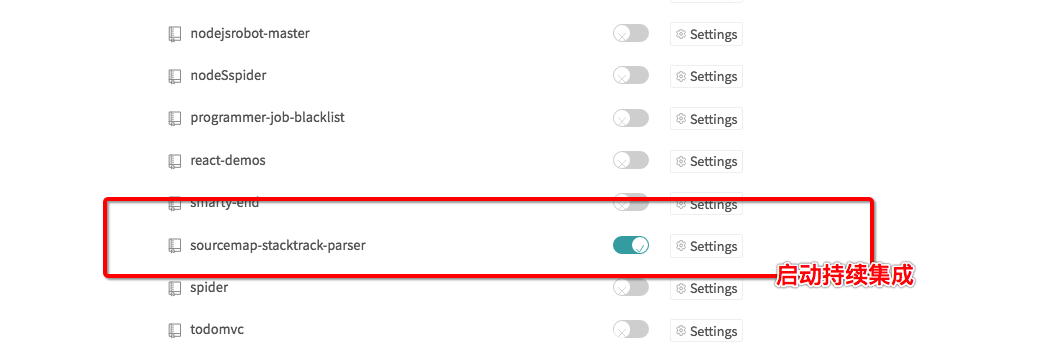 nodejsrobot-master Settings
nodeSspider Settings
programmer-job-blacklist Settings
react-demos Settings
smarty-end Settings
sourcemap-stacktrack-parser Settings
启动持续集成
spider Settings
todomvc Settings